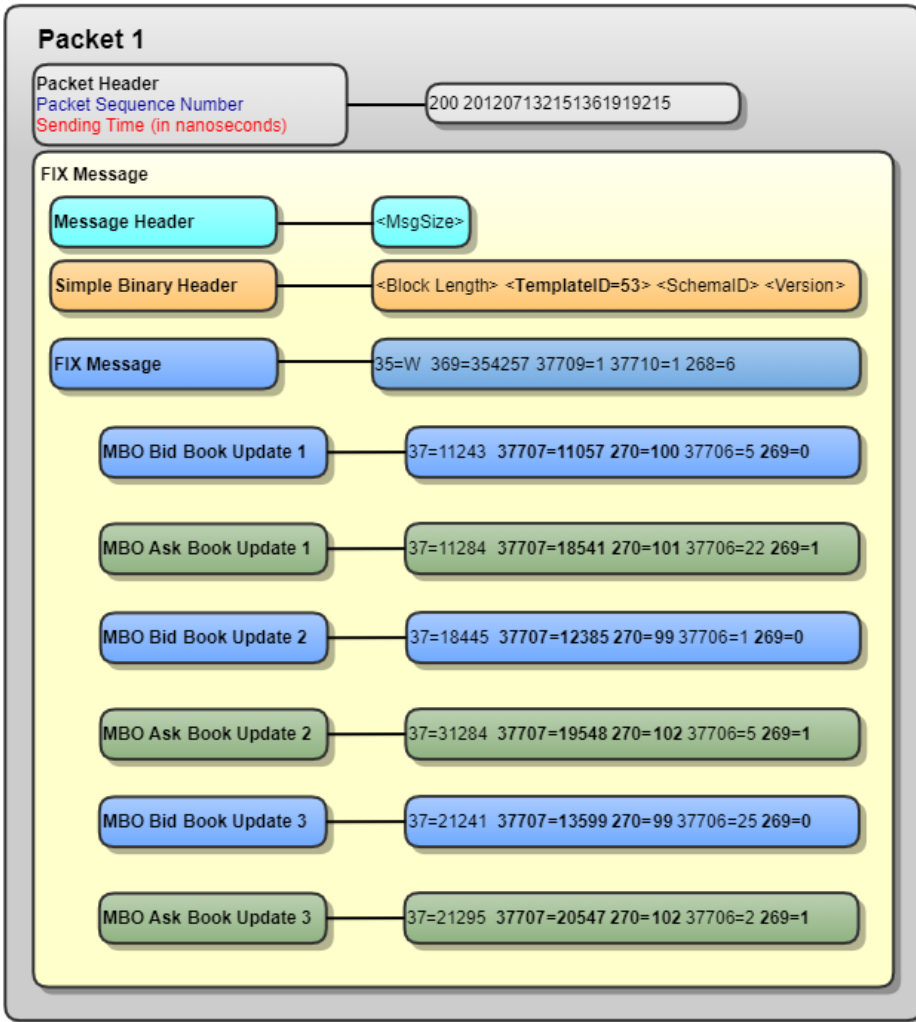 Packet 1
Packet Header
Packet Sequence Number
Sending Time (in nanoseconds)
200 201207132151361919215
FIX Message
Message Header
<MsgSize>
Simple Binary Header
<Block Length> <TemplateID=53> <SchemaID> <Version>
FIX Message
35=W 369=354257 37709=1 37710=1 268=6
MBO Bid Book Update 1
37=11243 37707=11057 270=100 37706=5 269=0
MBO Ask Book Update 1
37=11284 37707=18541 270=101 37706=22 269=1
MBO Bid Book Update 2
37=18445 37707=12385 270=99 37706=1 269=0
MBO Ask Book Update 2
37=31284 37707=19548 270=102 37706=5 269=1
MBO Bid Book Update 3
37=21241 37707=13599 270=99 37706=25 269=0
MBO Ask Book Update 3
37=21295 37707=20547 270=102 37706=2 269=1